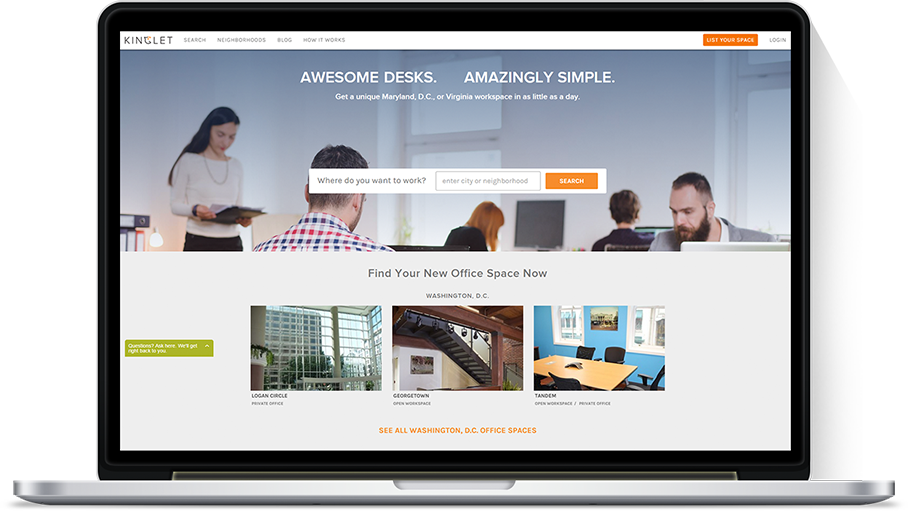 KINGLET
SEARCH
NEIGHBORHOODS
BLOG
HOW IT WORKS
LIST YOUR SPACE
LOGIN
AWESOME DESKS. AMAZINGLY SIMPLE.
Get a unique Maryland, D.C., or Virginia workspace in as little as a day.
Where do you want to work?
enter city or neighborhood
SEARCH
Find Your New Office Space Now
WASHINGTON, D.C.
Questions? Ask here. We'll get
right back to you.
LOGAN CIRCLE
PRIVATE OFFICE
GEORGETOWN
OPEN WORKSPACE
TANDEM
OPEN WORKSPACE / PRIVATE OFFICE
SEE ALL WASHINGTON, D.C. OFFICE SPACES